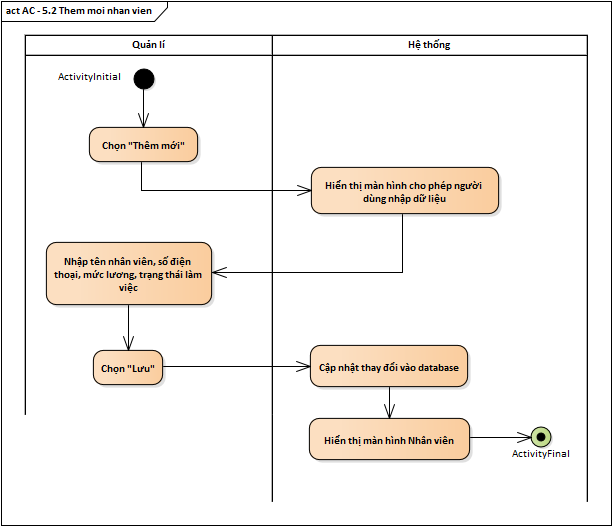 act AC - 5.2 Them moi nhan vien
Quản lí
Hệ thống
ActivityInitial
Chọn "Thêm mới"
Hiển thị màn hình cho phép người
dùng nhập dữ liệu
Nhập tên nhân viên, số điện
thoại, mức lương, trạng thái làm
việc
Chọn "Lưu"
Cập nhật thay đổi vào database
Hiển thị màn hình Nhân viên
ActivityFinal